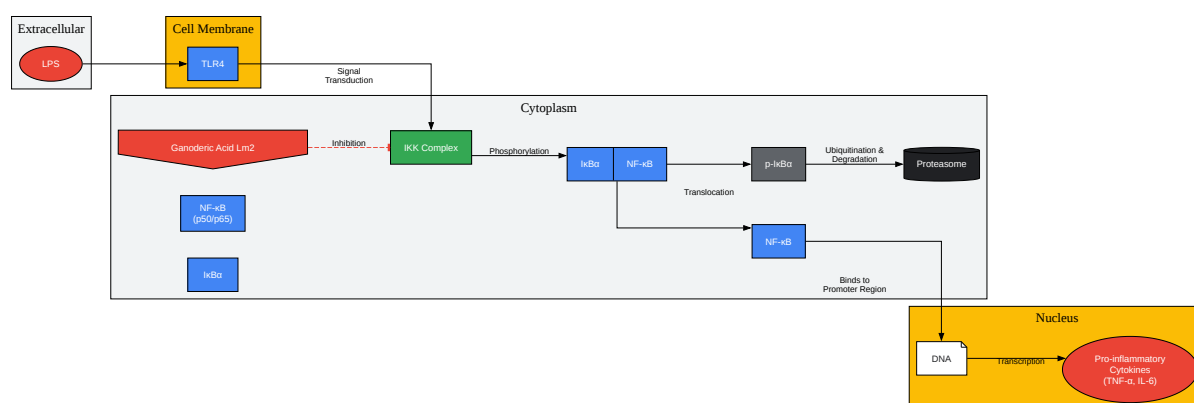 Extracellular
LPS
Cell Membrane
TLR4
Signal
Transduction
Cytoplasm
Ganoderic Acid Lm2
Inhibition
IKK Complex
Phosphorylation
IκBα
NF-κB
p-IκBα
Ubiquitination &
Degradation
Proteasome
Translocation
NF-κB
(p50/p65)
NF-κB
IκBα
Binds to
Promoter Region
Nucleus
DNA
Transcription
Pro-inflammatory
Cytokines
(TNF-α, IL-6)